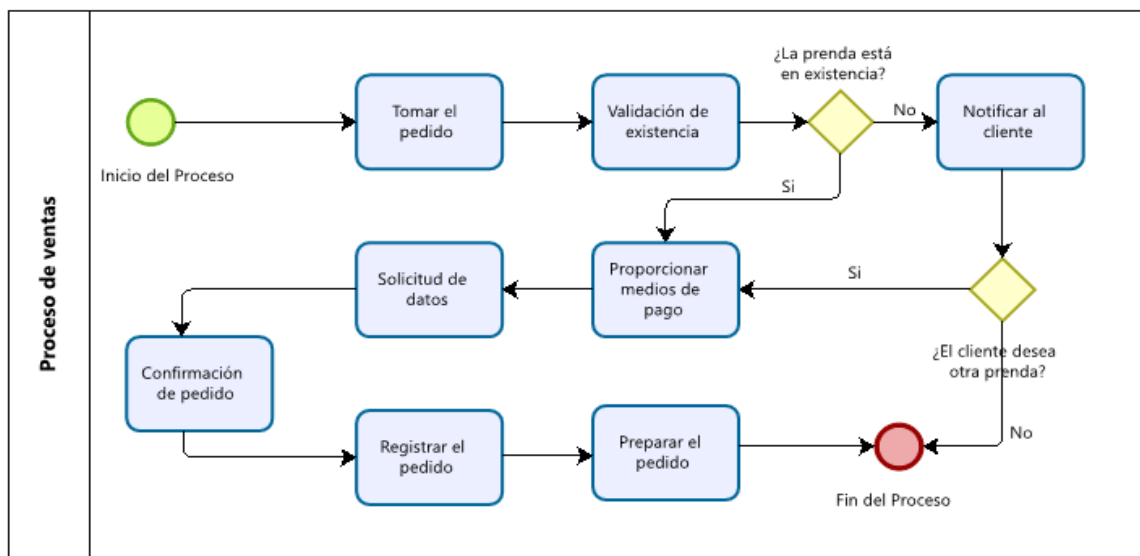 Proceso de ventas
Inicio del Proceso
Tomar el
pedido
Validación de
existencia
¿La prenda está
en existencia?
No
Notificar al
cliente
Si
Solicitud de
datos
Proporcionar
medios de
pago
Si
¿El cliente desea
otra prenda?
Confirmación
de pedido
Registrar el
pedido
Preparar el
pedido
No
Fin del Proceso